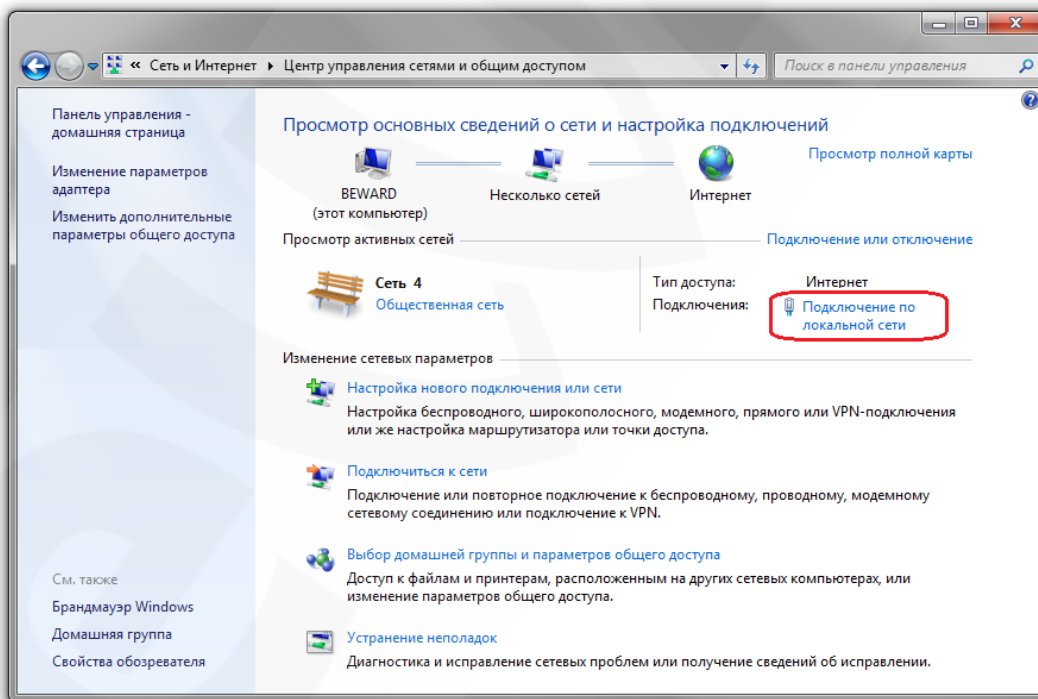 « Сеть и Интернет ▸ Центр управления сетями и общим доступом
Поиск в панели управления
Панель управления -
домашняя страница
Изменение параметров
адаптера
Изменить дополнительные
параметры общего доступа
См. также
Брандмауэр Windows
Домашняя группа
Свойства обозревателя
Просмотр основных сведений о сети и настройка подключений
Просмотр полной карты
BEWARD
(этот компьютер)
Несколько сетей
Интернет
Просмотр активных сетей
Подключение или отключение
Сеть 4
Общественная сеть
Тип доступа: Интернет
Подключения: Подключение по
локальной сети
Изменение сетевых параметров
Настройка нового подключения или сети
Настройка беспроводного, широкополосного, модемного, прямого или VPN-подключения
или же настройка маршрутизатора или точки доступа.
Подключиться к сети
Подключение или повторное подключение к беспроводному, проводному, модемному
сетевому соединению или подключение к VPN.
Выбор домашней группы и параметров общего доступа
Доступ к файлам и принтерам, расположенным на других сетевых компьютерах, или
изменение параметров общего доступа.
Устранение неполадок
Диагностика и исправление сетевых проблем или получение сведений об исправлении.